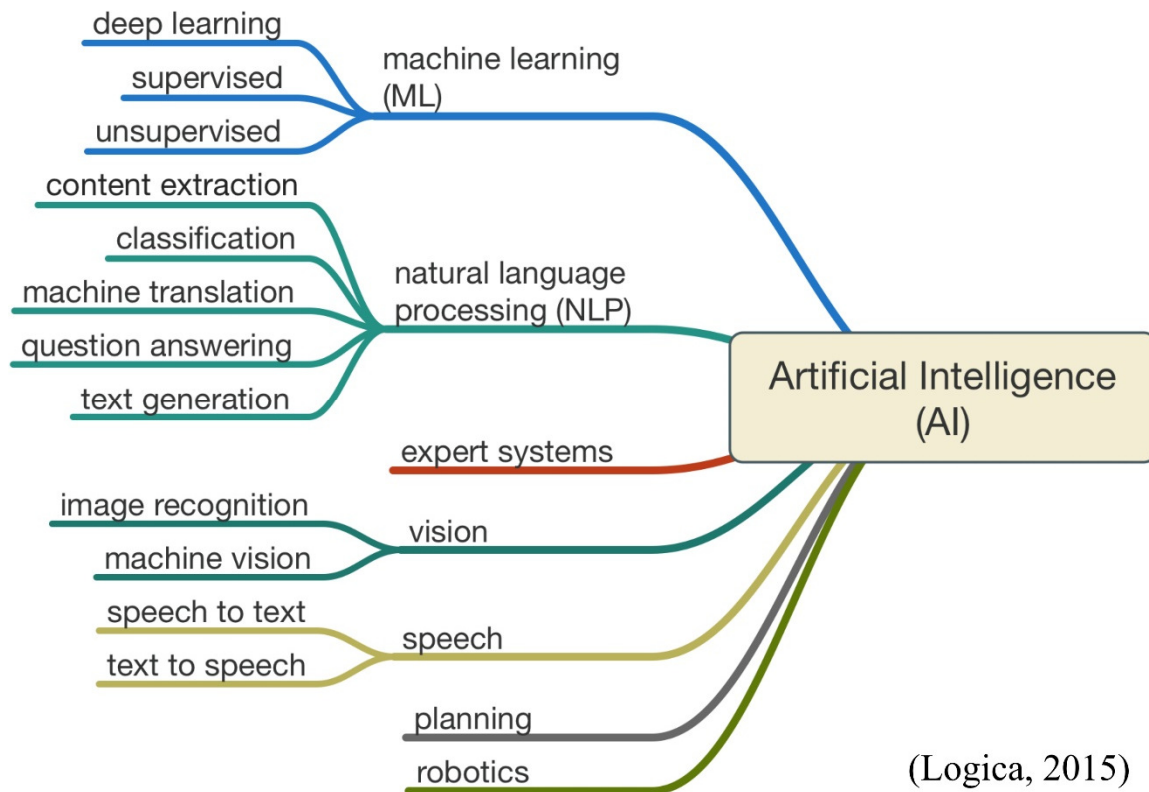 deep learning
supervised
unsupervised
machine learning
(ML)
content extraction
classification
machine translation
question answering
text generation
natural language
processing (NLP)
expert systems
image recognition
machine vision
vision
speech to text
text to speech
speech
planning
robotics
Artificial Intelligence
(AI)
(Logica, 2015)